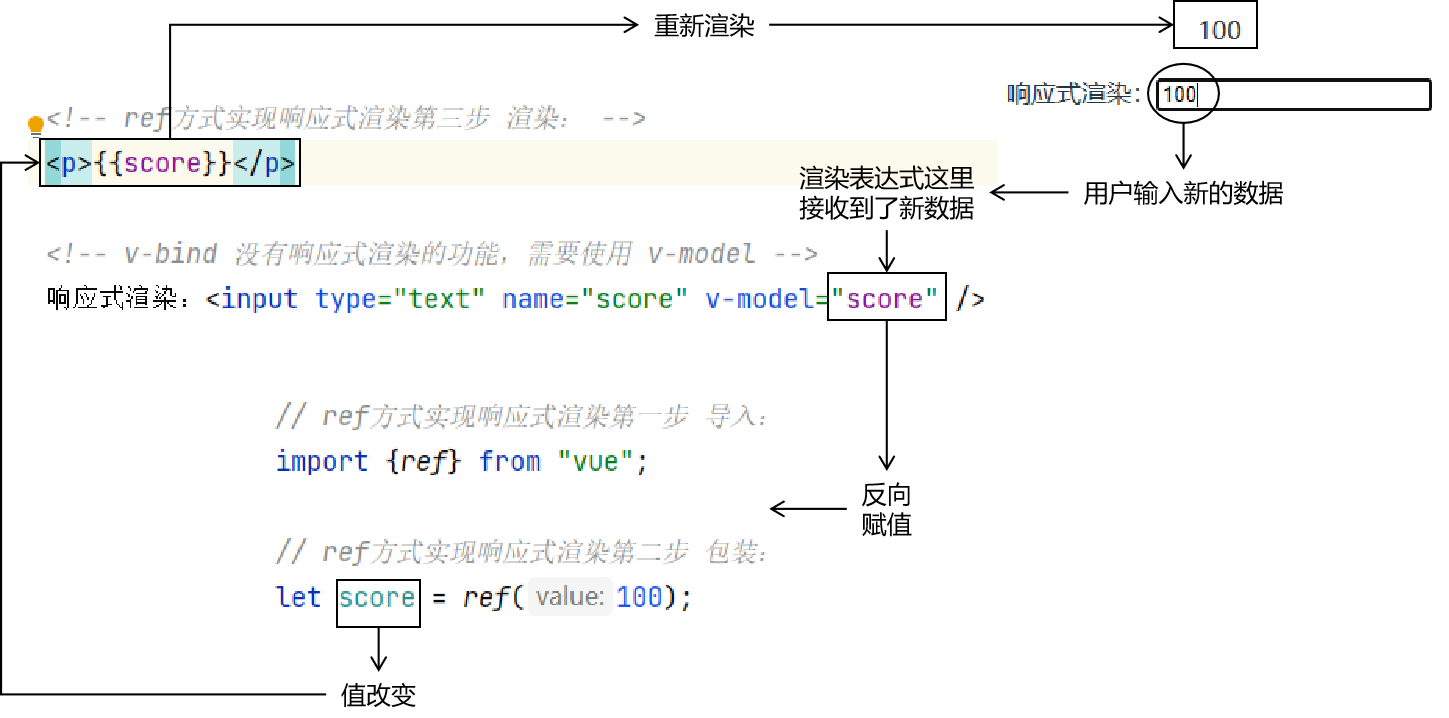 重新渲染
100
响应式渲染：
100
<!-- ref方式实现响应式渲染第三步 渲染： -->
<p>{{score}}</p>
渲染表达式这里
接收到了新数据
用户输入新的数据
<!-- v-bind 没有响应式渲染的功能，需要使用 v-model -->
响应式渲染：<input type="text" name="score" v-model="score" />
// ref方式实现响应式渲染第一步 导入：
import {ref} from "vue";
反向
赋值
// ref方式实现响应式渲染第二步 包装：
let score = ref( value: 100);
值改变